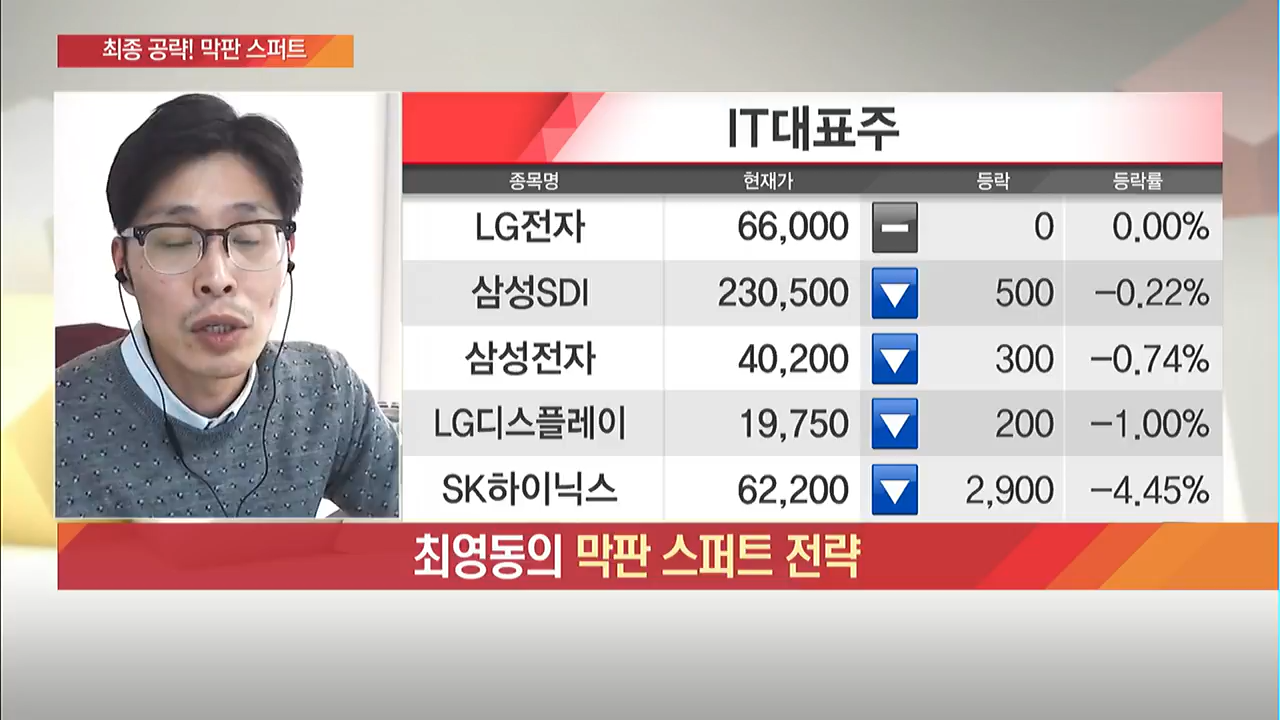 최종 공략! 막판 스퍼트
IT대표주
종목명 현재가 등락 등락률
LG전자 66,000 0 0.00%
삼성SDI 230,500 ▼ 500 -0.22%
삼성전자 40,200 ▼ 300 -0.74%
LG디스플레이 19,750 ▼ 200 -1.00%
SK하이닉스 62,200 ▼ 2,900 -4.45%
최영동의 막판 스퍼트 전략